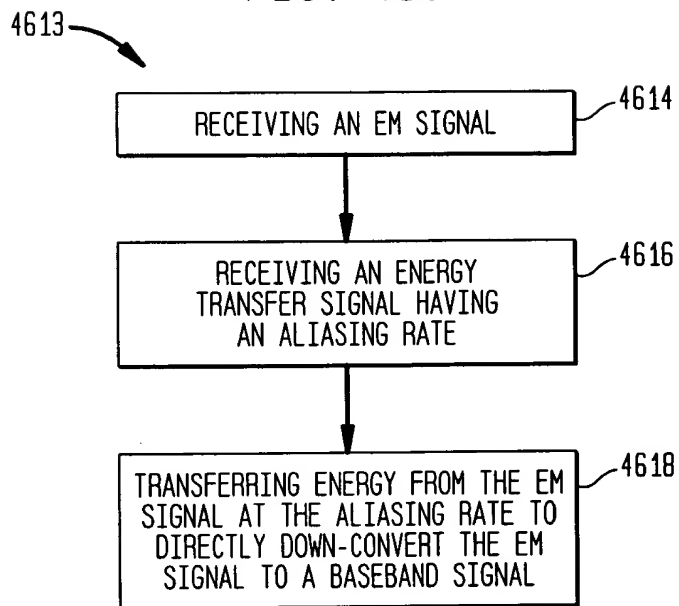 4613
RECEIVING AN EM SIGNAL
4614
RECEIVING AN ENERGY
TRANSFER SIGNAL HAVING
AN ALIASING RATE
4616
TRANSFERRING ENERGY FROM THE EM
SIGNAL AT THE ALIASING RATE TO
DIRECTLY DOWN-CONVERT THE EM
SIGNAL TO A BASEBAND SIGNAL
4618